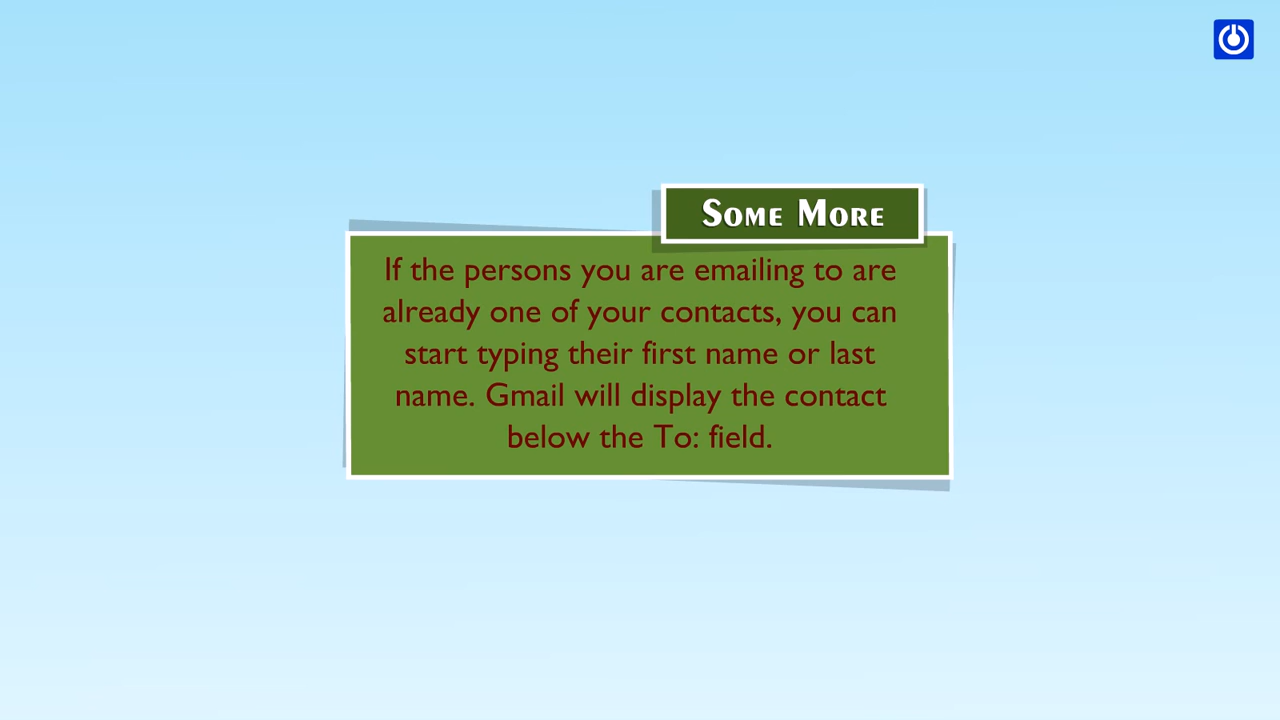 Some More
If the persons you are emailing to are
already one of your contacts, you can
start typing their first name or last
name. Gmail will display the contact
below the To: field.